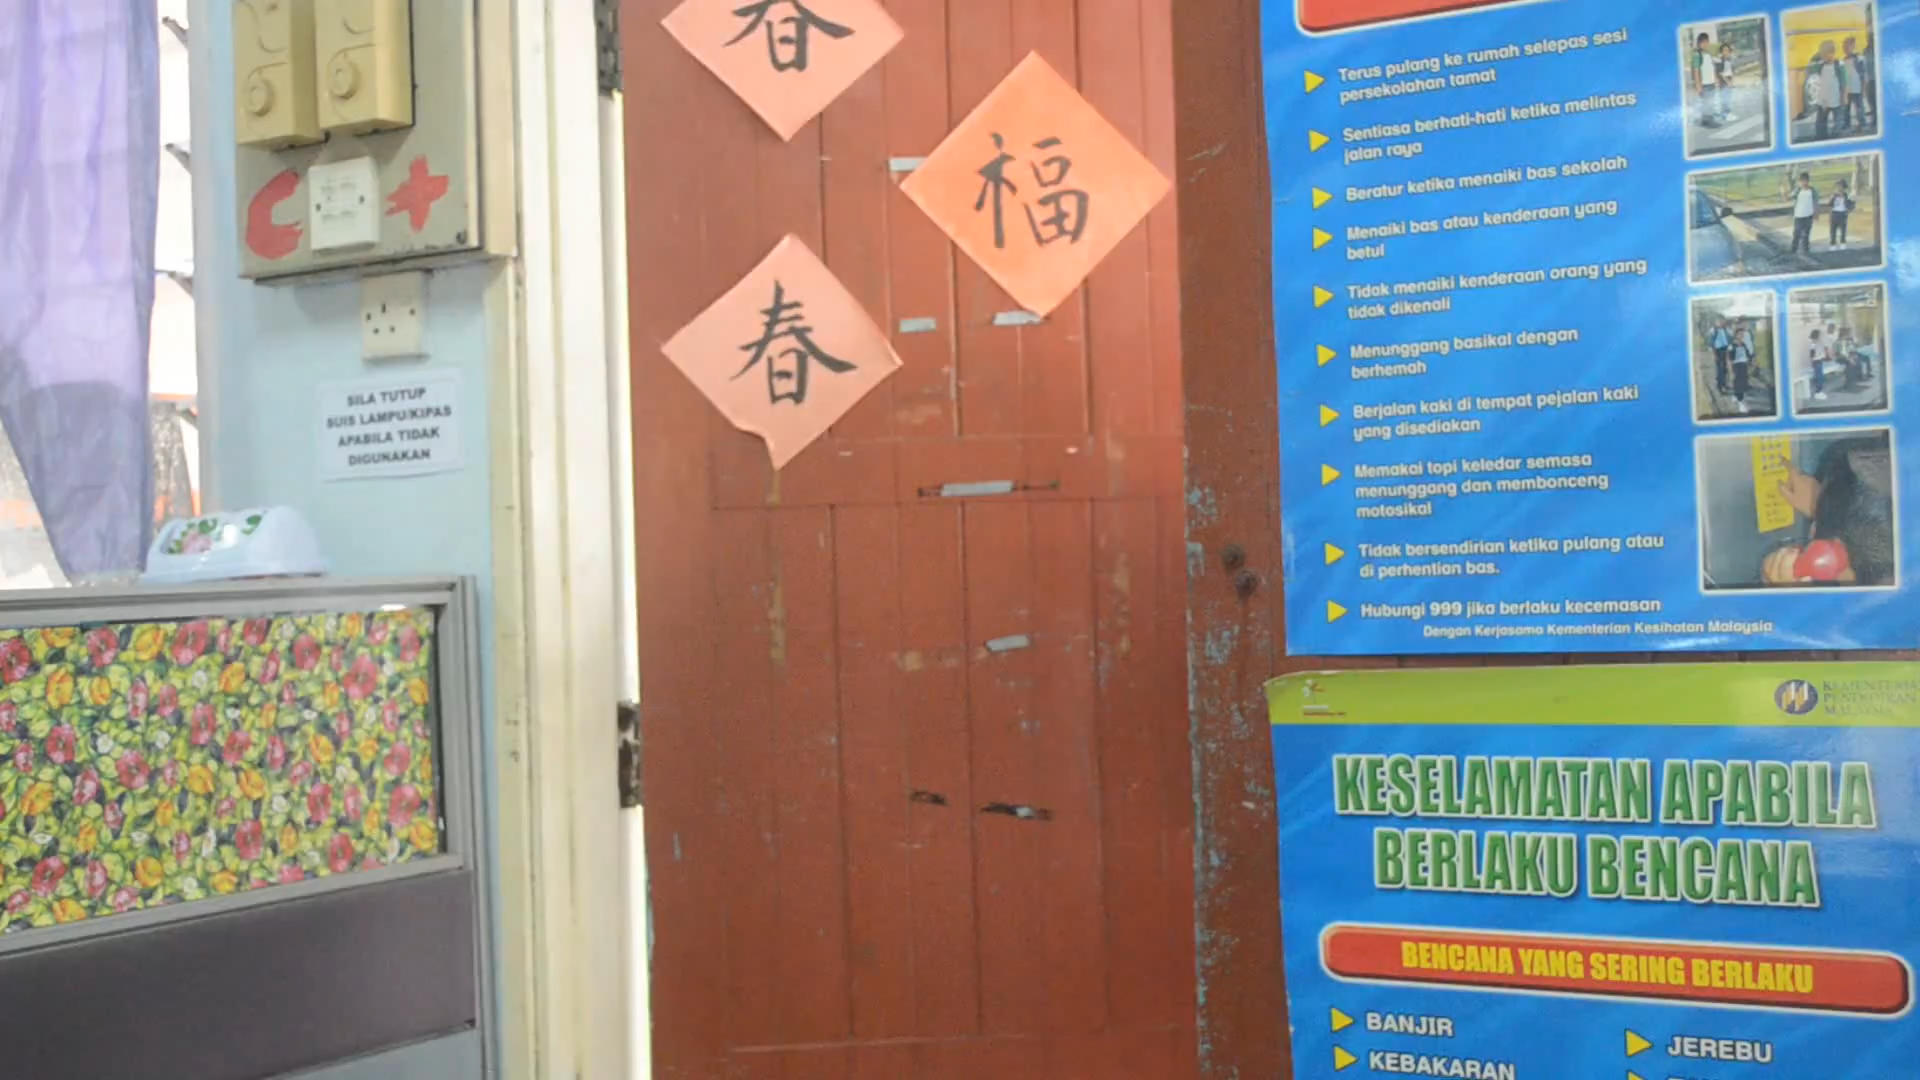 春
福
春
SILA TUTUP
SUIS LAMPU/KIPAS
APABILA TIDAK
DIGUNAKAN
Terus pulang ke rumah selepas sesi
persekolahan tamat
Sentiasa berhati-hati ketika melintas
jalan raya
Beratur ketika menaiki bas sekolah
Menaiki bas atau kenderaan yang
betul
Tidak menaiki kenderaan orang yang
tidak dikenali
Menunggang basikal dengan
berhemah
Berjalan kaki di tempat pejalan kaki
yang disediakan
Memakai topi keledar semasa
menunggang dan membonceng
motosikal
Tidak bersendirian ketika pulang atau
di perhentian bas.
Hubungi 999 jika berlaku kecemasan
Dengan Kerjasama Kementerian Kesihatan Malaysia
KEMENTERIAN
PENDIDIKAN
MALAYSIA
KESELAMATAN APABILA
BERLAKU BENCANA
BENCANA YANG SERING BERLAKU
BANJIR
JEREBU
KEBAKARAN